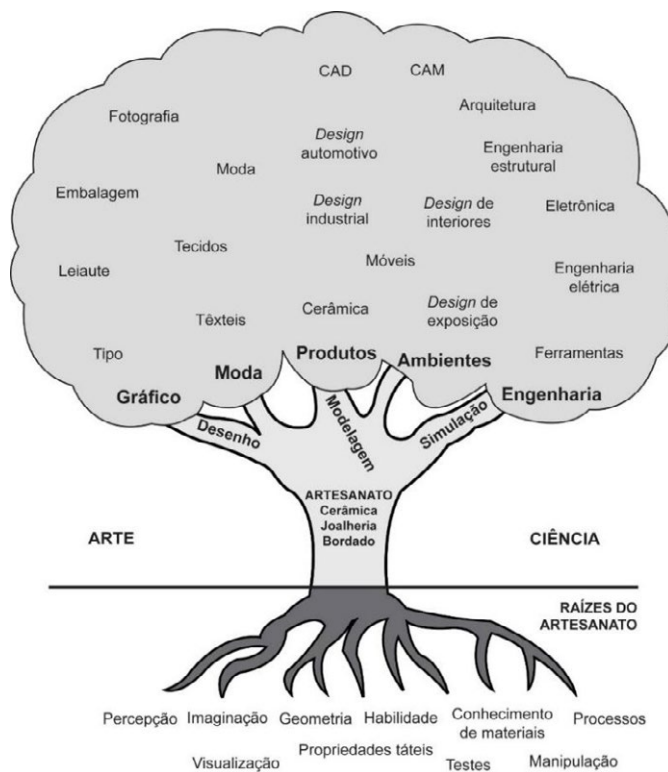 CAD
CAM
Fotografia
Arquitetura
Design
automotivo
Engenharia
estrutural
Moda
Embalagem
Design
industrial
Design de
interiores
Eletrônica
Tecidos
Móveis
Leiaute
Engenharia
elétrica
Têxteis
Cerâmica
Design de
exposição
Tipo
Ferramentas
Gráfico
Moda
Produtos
Ambientes
Engenharia
Desenho
Modelagem
Simulação
ARTESANATO
Cerâmica
Joalheria
Bordado
ARTE
CIÊNCIA
RAÍZES DO
ARTESANATO
Percepção
Imaginação
Geometria
Habilidade
Conhecimento
de materiais
Processos
Visualização
Propriedades táteis
Testes
Manipulação